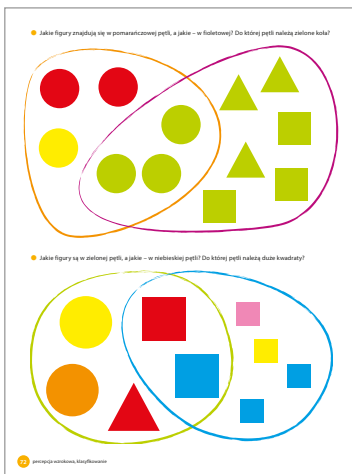 Jakie figury znajdują się w pomarańczowej pętli, a jakie – w fioletowej? Do której pętli należą zielone koła?
Jakie figury są w zielonej pętli, a jakie – w niebieskiej pętli? Do której pętli należą duże kwadraty?
72 percepcja wzrokowa, klasyfikowanie